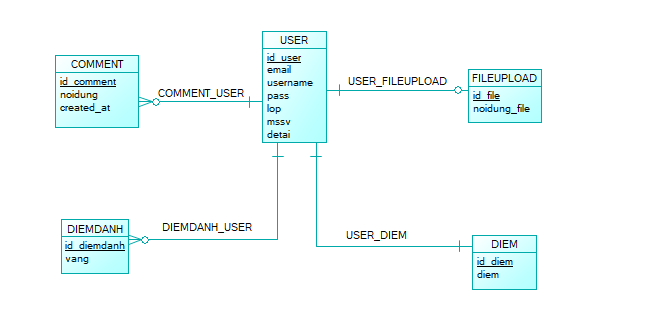 USER
id_user
email
username
pass
lop
mssv
detai
COMMENT
id_comment
noidung
created_at
COMMENT_USER
USER_FILEUPLOAD
FILEUPLOAD
id_file
noidung_file
DIEMDANH
id_diemdanh
vang
DIEMDANH_USER
USER_DIEM
DIEM
id_diem
diem